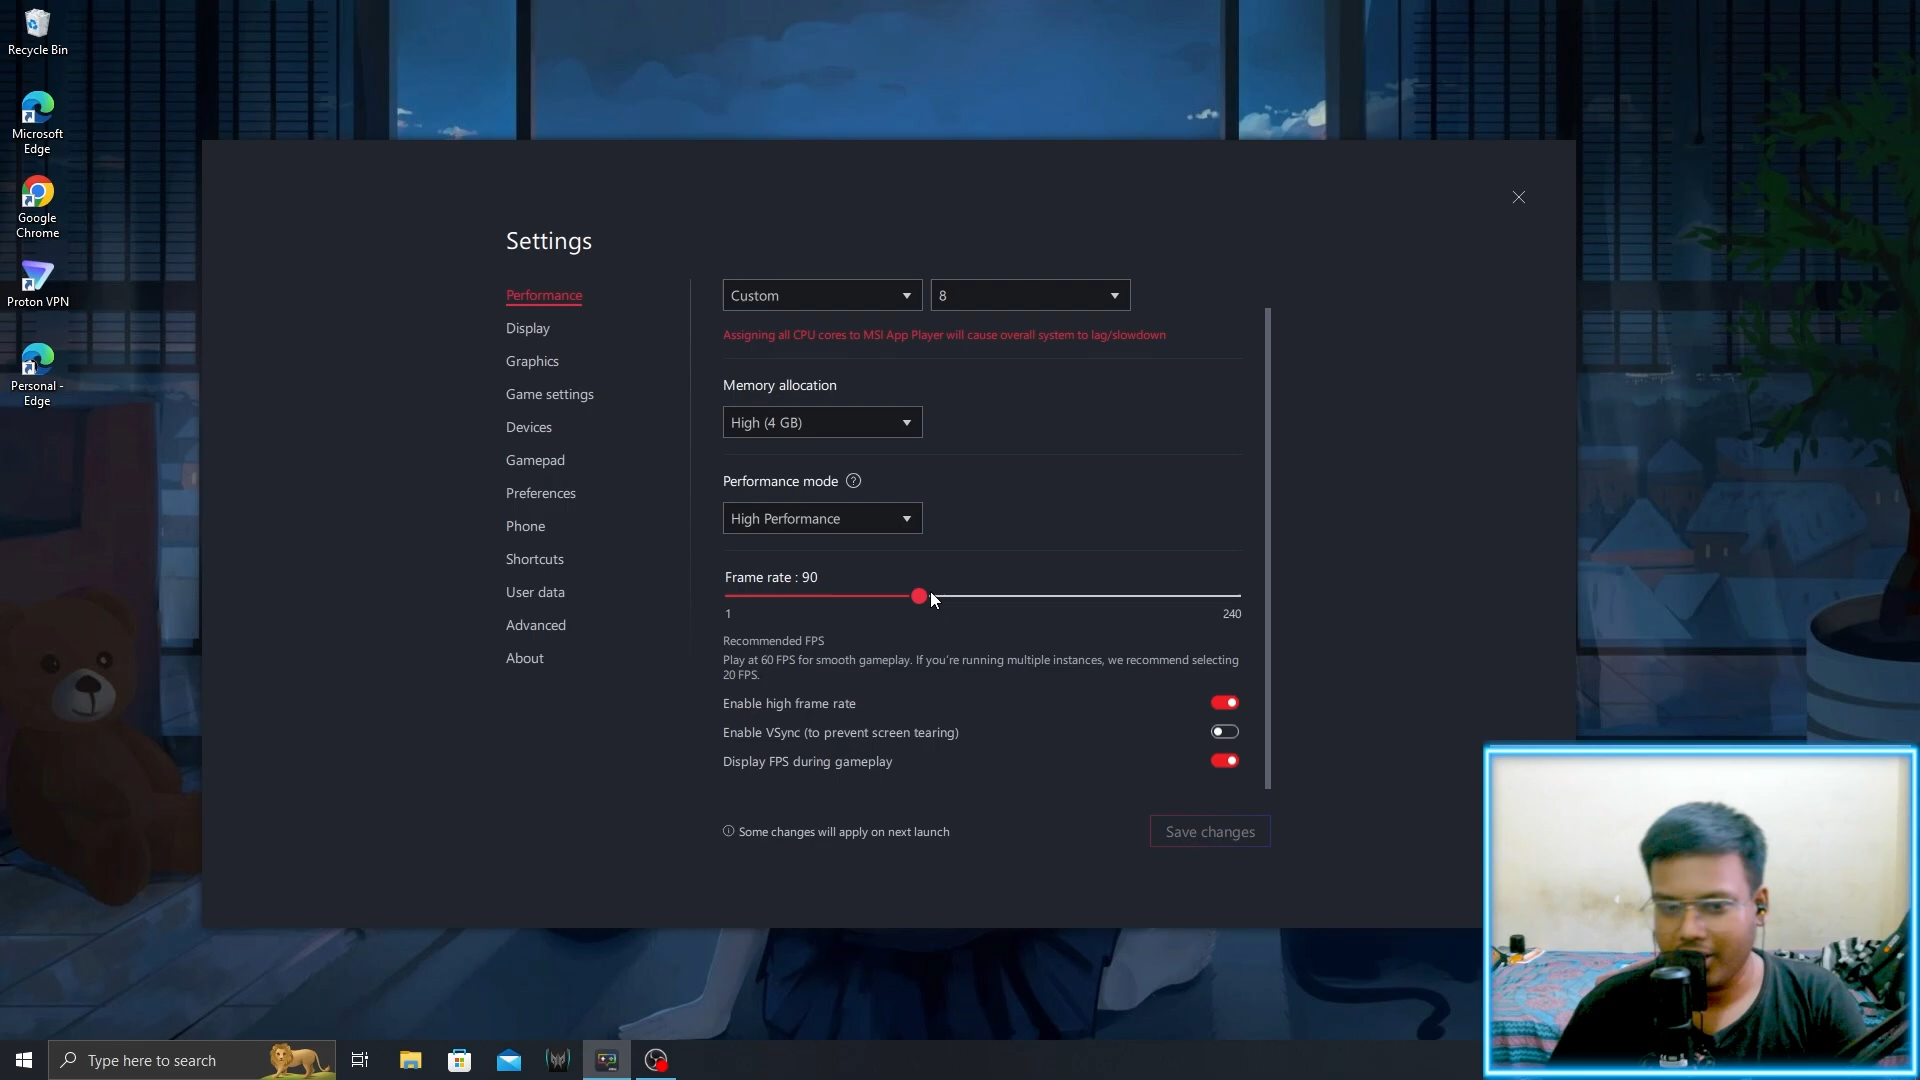 Recycle Bin
Microsoft
Edge
Google
Chrome
Proton VPN
Personal -
Edge
Settings
Performance
Display
Graphics
Game settings
Devices
Gamepad
Preferences
Phone
Shortcuts
User data
Advanced
About
Custom
8
Assigning all CPU cores to MSI App Player will cause overall system to lag/slowdown
Memory allocation
High (4 GB)
Performance mode
High Performance
Frame rate : 90
1
240
Recommended FPS
Play at 60 FPS for smooth gameplay. If you're running multiple instances, we recommend selecting
20 FPS.
Enable high frame rate
Enable VSync (to prevent screen tearing)
Display FPS during gameplay
Some changes will apply on next launch
Save changes
Type here to search